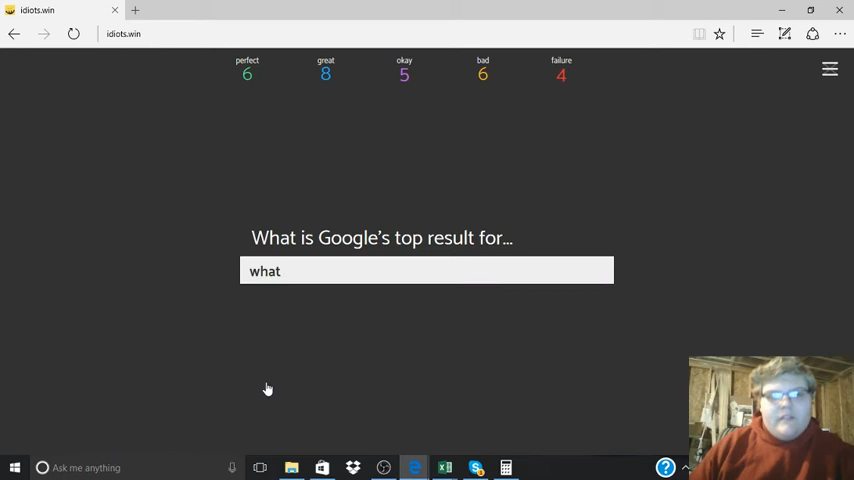 idiots.win
idiots.win
perfect great okay bad failure
6 8 5 6 4
What is Google's top result for...
what
Ask me anything